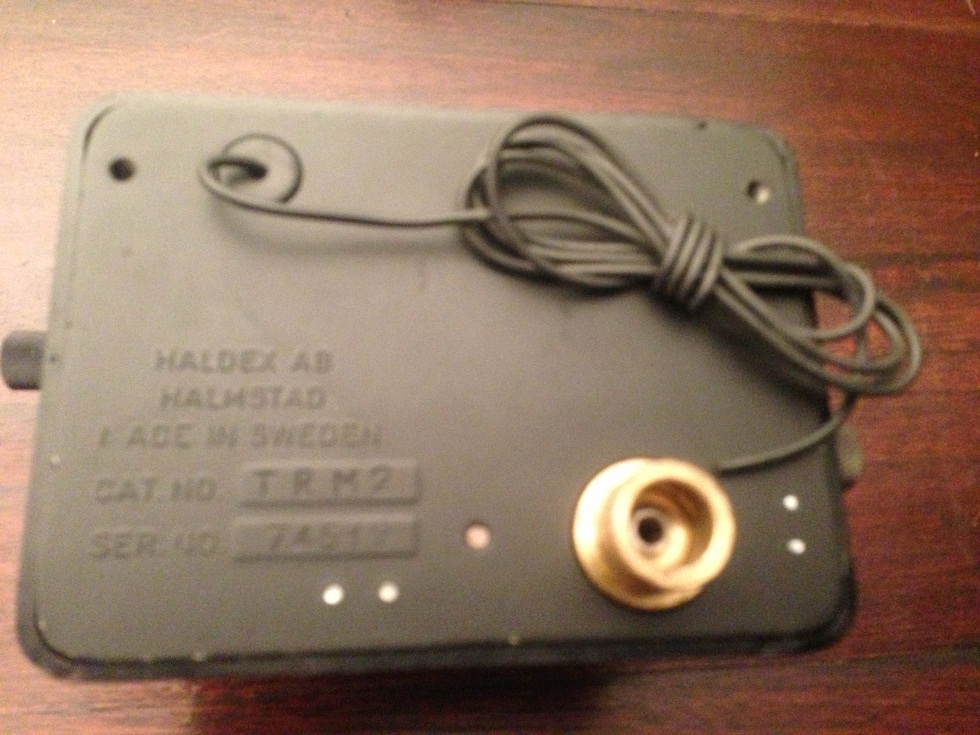 HALDEX AB
HALMSTAD
MADE IN SWEDEN
CAT. NO. TRM2
SER. NO.